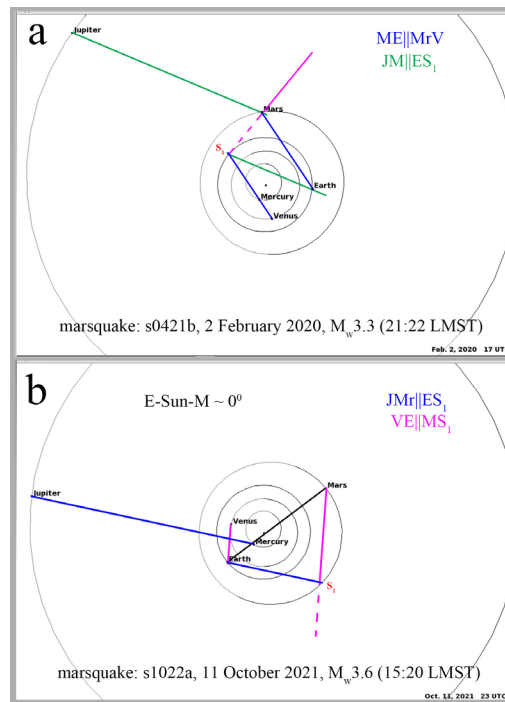 a
Jupiter
ME||MrV
JM||ES₁
Mars
S₁
Earth
Mercury
Venus
marsquake: s0421b, 2 February 2020, Mw3.3 (21:22 LMST)
Feb. 2, 2020 17 UT
b
E-Sun-M ~ 0⁰
JMr||ES₁
VE||MS₁
Mars
Jupiter
Venus
Mercury
Earth
S₁
marsquake: s1022a, 11 October 2021, Mw3.6 (15:20 LMST)
Oct. 11, 2021 23 UT